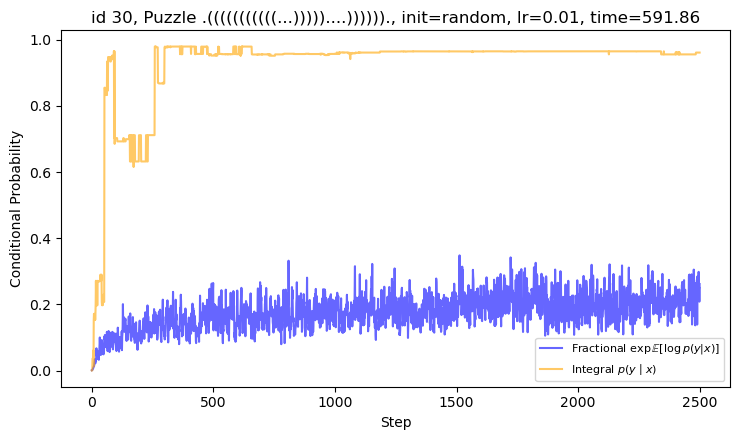 id 30, Puzzle .(((((((((((...)))))....))))))., init=random, lr=0.01, time=591.86
1.0
0.8
0.6
0.4
0.2
0.0
Conditional Probability
0
500
1000
1500
2000
2500
Step
Fractional exp𝔼[log p(y|x)]
Integral p(y | x)